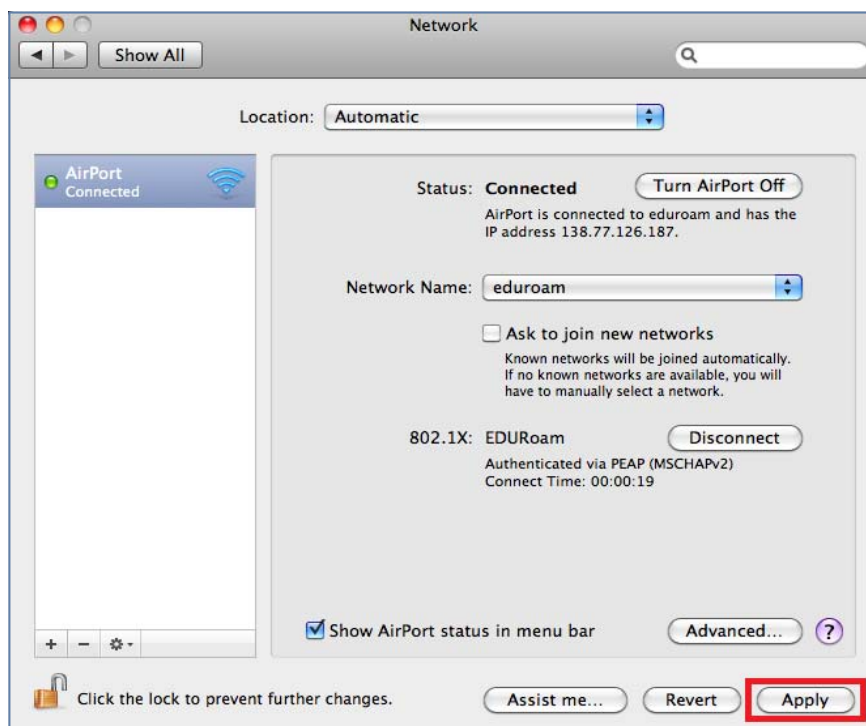 Network
Show All
Location: Automatic
AirPort
Connected
Status: Connected Turn AirPort Off
AirPort is connected to eduroam and has the
IP address 138.77.126.187.
Network Name: eduroam
Ask to join new networks
Known networks will be joined automatically.
If no known networks are available, you will
have to manually select a network.
802.1X: EDURoam Disconnect
Authenticated via PEAP (MSCHAPv2)
Connect Time: 00:00:19
Show AirPort status in menu bar Advanced... ?
+ −
Click the lock to prevent further changes. Assist me... Revert Apply